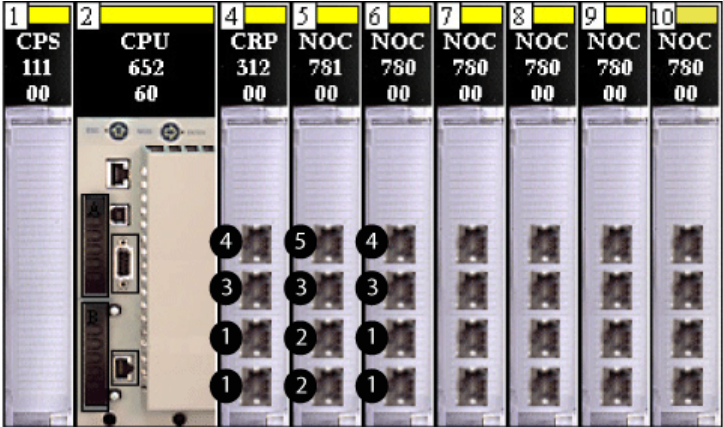 1 2 4 5 6 7 8 9 10
CPS CPU CRP NOC NOC NOC NOC NOC NOC
111 652 312 781 780 780 780 780 780
00 60 00 00 00 00 00 00 00
A
4 5 4
3 3 3
B
1 2 1
1 2 1